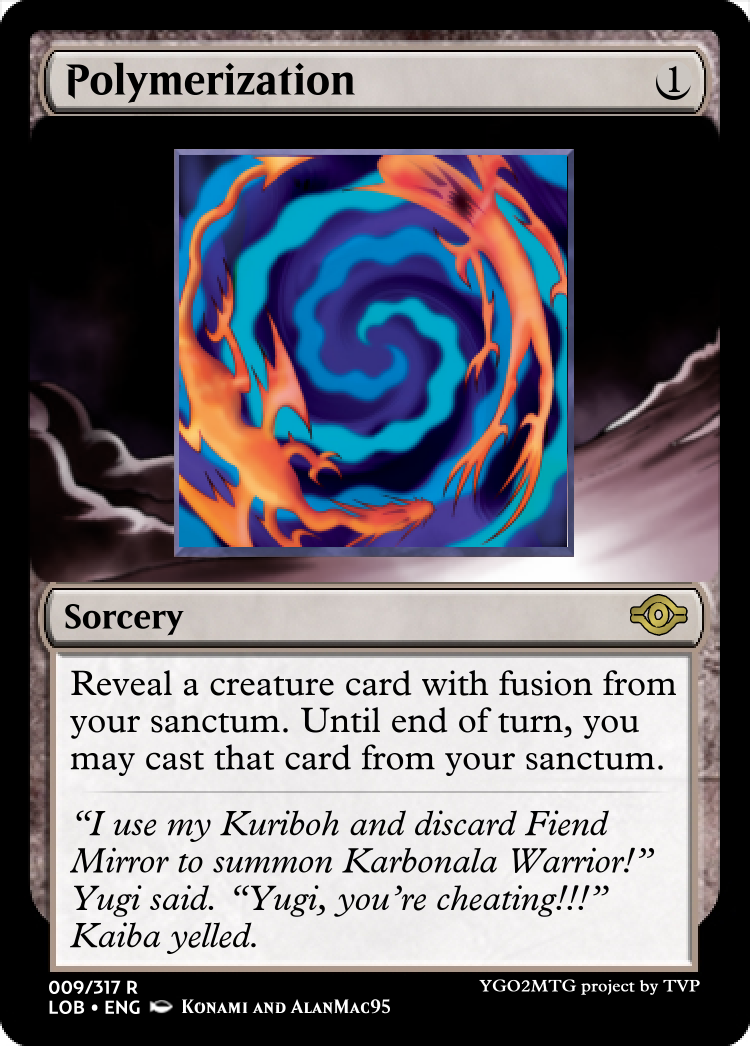 Polymerization 1
Sorcery
Reveal a creature card with fusion from
your sanctum. Until end of turn, you
may cast that card from your sanctum.
“I use my Kuriboh and discard Fiend
Mirror to summon Karbonala Warrior!”
Yugi said. “Yugi, you’re cheating!!!”
Kaiba yelled.
009/317 R
YGO2MTG project by TVP
LOB • ENG Konami and AlanMac95